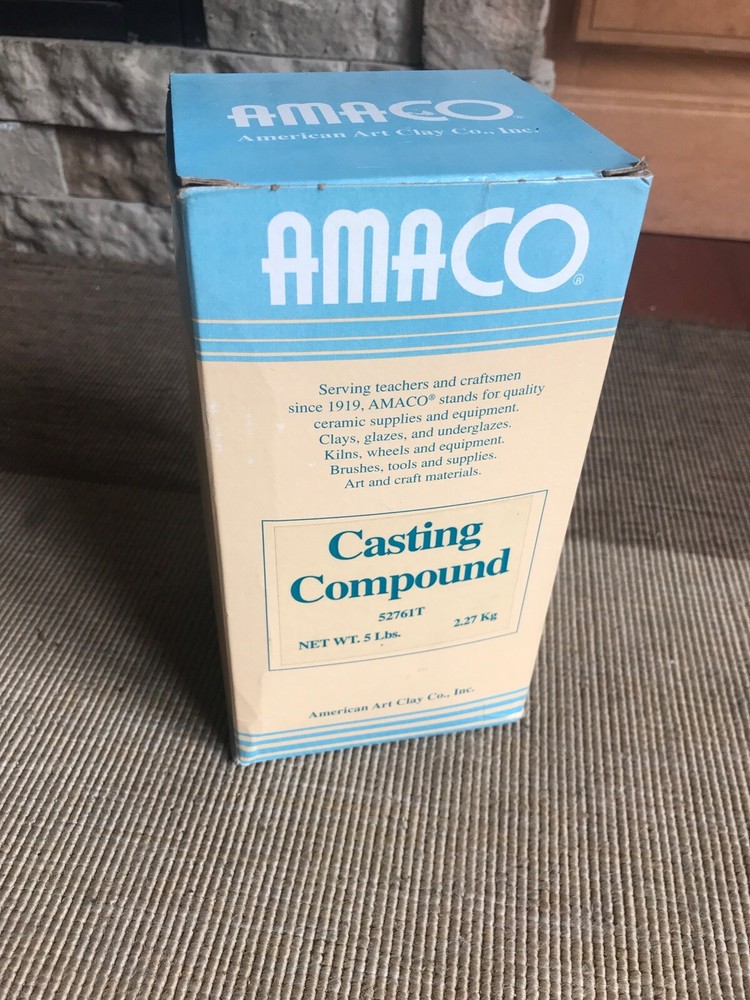 AMACO
American Art Clay Co., Inc.
AMACO®
Serving teachers and craftsmen
since 1919, AMACO® stands for quality
ceramic supplies and equipment.
Clays, glazes, and underglazes.
Kilns, wheels and equipment.
Brushes, tools and supplies.
Art and craft materials.
Casting
Compound
52761T
NET WT. 5 Lbs. 2.27 Kg
American Art Clay Co., Inc.